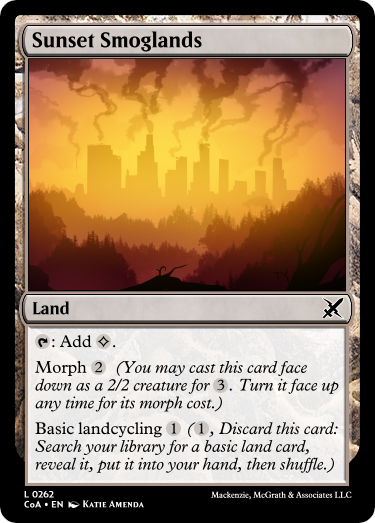 Sunset Smoglands
Land
: Add .
Morph 2 (You may cast this card face
down as a 2/2 creature for 3. Turn it face up
any time for its morph cost.)
Basic landcycling 1 (1, Discard this card:
Search your library for a basic land card,
reveal it, put it into your hand, then shuffle.)
L 0262
CoA • EN Katie Amenda
Mackenzie, McGrath & Associates LLC